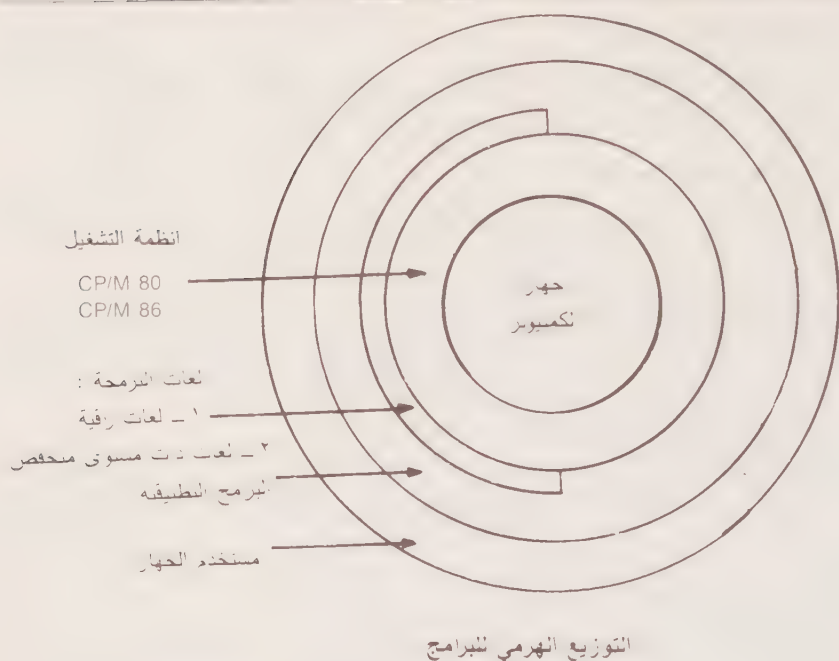 انظمة التشغيل
CP/M 80
CP/M 86
جهاز
الكمبيوتر
لغات البرمجة :
١ ـ لغات راقية
٢ ـ لغات ذات مستوى منخفض
البرامج التطبيقية
مستخدم الجهاز
التوزيع الهرمي للبرامج